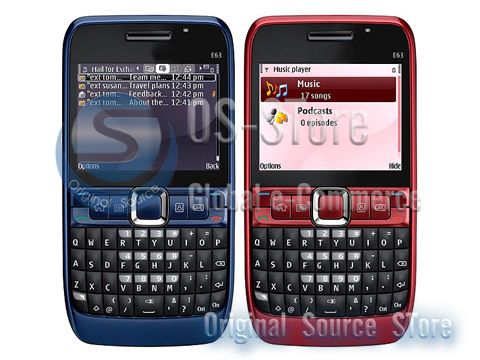 E63
E63
Mail for Exch
"ext tom... Team me... 12:44 pm
"ext susan... Travel plans 12:43 pm
"ext tom... Feedback... 12:42 pm
"ext tom... About the... 12:41 pm
Options
Back
Music player
Music
17 songs
Podcasts
0 episodes
Options
Hide
OS-Store
Global e-Commerce
Original Source
S
Q W E R T Y U I O P
A S D F G H J K L
Z X C V B N M
Q W E R T Y U I O P
A S D F G H J K L
Z X C V B N M
Original Source Store